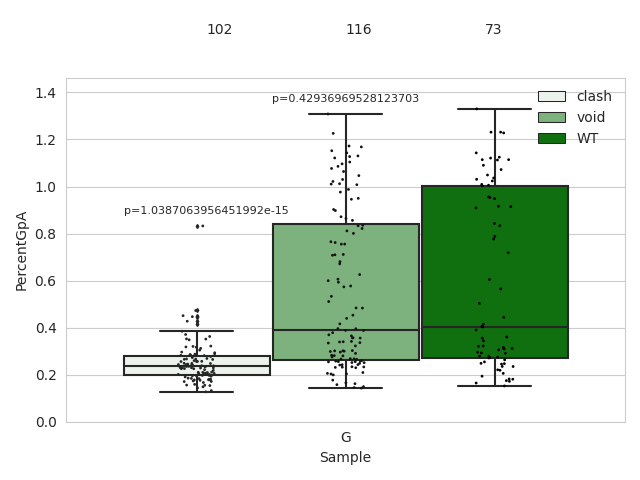 102 116 73
p=0.42936969528123703
p=1.0387063956451992e-15
clash
void
WT
PercentGpA
1.4
1.2
1.0
0.8
0.6
0.4
0.2
0.0
G
Sample